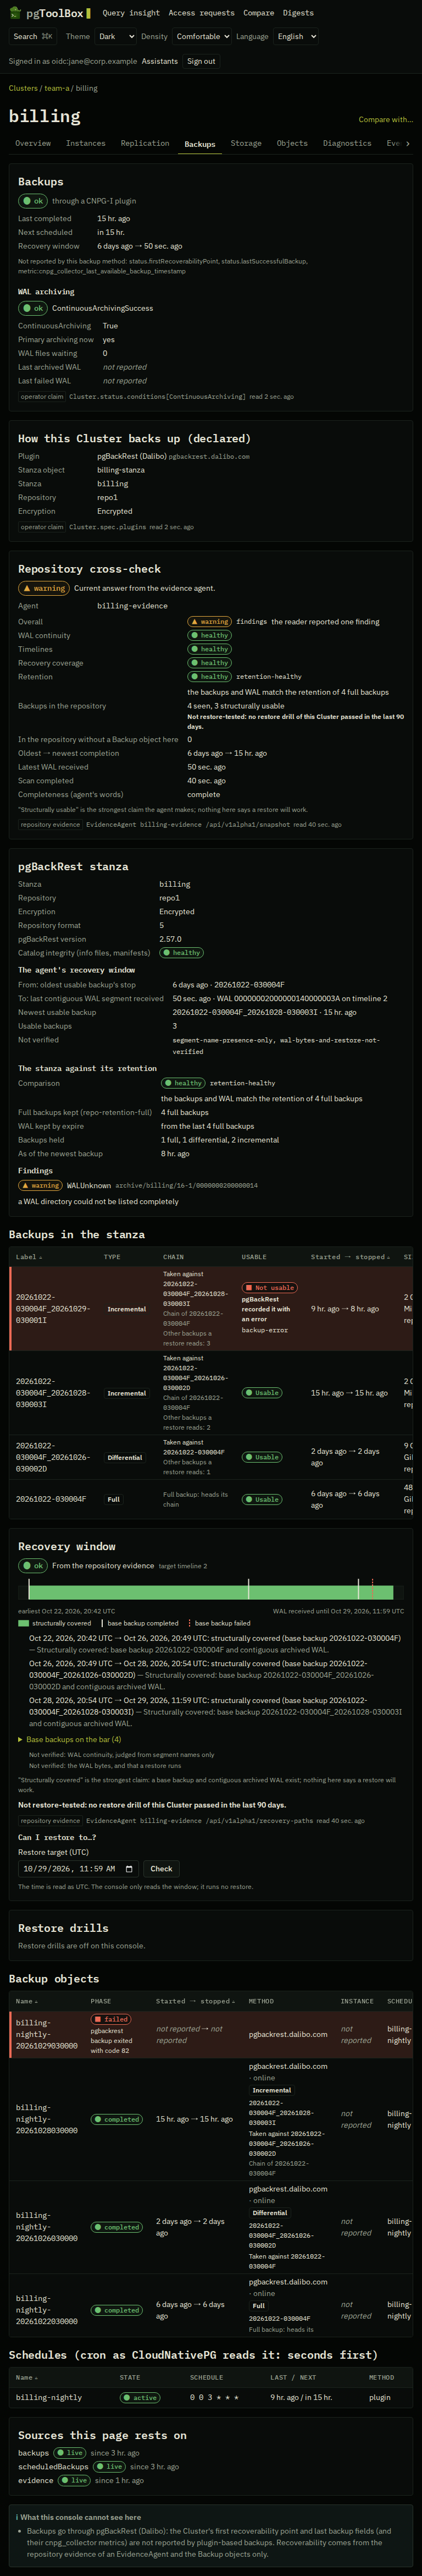 pgToolBox
Query insight Access requests Compare Digests
Search ⌘K Theme Dark Density Comfortable Language English
Signed in as oidc:jane@corp.example Assistants Sign out
Clusters / team-a / billing
billing
Compare with…
Overview Instances Replication Backups Storage Objects Diagnostics Eve
Backups
ok through a CNPG-I plugin
Last completed 15 hr. ago
Next scheduled in 15 hr.
Recovery window 6 days ago → 50 sec. ago
Not reported by this backup method: status.firstRecoverabilityPoint, status.lastSuccessfulBackup,
metric:cnpg_collector_last_available_backup_timestamp
WAL archiving
ok ContinuousArchivingSuccess
ContinuousArchiving True
Primary archiving now yes
WAL files waiting 0
Last archived WAL not reported
Last failed WAL not reported
operator claim Cluster.status.conditions[ContinuousArchiving] read 2 sec. ago
How this Cluster backs up (declared)
Plugin pgBackRest (Dalibo) pgbackrest.dalibo.com
Stanza object billing-stanza
Stanza billing
Repository repo1
Encryption Encrypted
operator claim Cluster.spec.plugins read 2 sec. ago
Repository cross-check
warning Current answer from the evidence agent.
Agent billing-evidence
Overall warning findings the reader reported one finding
WAL continuity healthy
Timelines healthy
Recovery coverage healthy
Retention healthy retention-healthy
the backups and WAL match the retention of 4 full backups
Backups in the repository 4 seen, 3 structurally usable
Not restore-tested: no restore drill of this Cluster passed in the last 90
days.
In the repository without a Backup object here 0
Oldest → newest completion 6 days ago → 15 hr. ago
Latest WAL received 50 sec. ago
Scan completed 40 sec. ago
Completeness (agent's words) complete
"Structurally usable" is the strongest claim the agent makes; nothing here says a restore will work.
repository evidence EvidenceAgent billing-evidence /api/v1alpha1/snapshot read 40 sec. ago
pgBackRest stanza
Stanza billing
Repository repo1
Encryption Encrypted
Repository format 5
pgBackRest version 2.57.0
Catalog integrity (info files, manifests) healthy
The agent's recovery window
From: oldest usable backup's stop 6 days ago · 20261022-030004F
To: last contiguous WAL segment received 50 sec. ago · WAL 00000002000000140000003A on timeline 2
Newest usable backup 20261022-030004F_20261028-030003I · 15 hr. ago
Usable backups 3
Not verified segment-name-presence-only, wal-bytes-and-restore-not-
verified
The stanza against its retention
Comparison healthy retention-healthy
the backups and WAL match the retention of 4 full backups
Full backups kept (repo-retention-full) 4 full backups
WAL kept by expire from the last 4 full backups
Backups held 1 full, 1 differential, 2 incremental
As of the newest backup 8 hr. ago
Findings
warning WALUnknown archive/billing/16-1/0000000200000014
a WAL directory could not be listed completely
Backups in the stanza
Label TYPE CHAIN USABLE Started → stopped SI
20261022-
030004F_20261029-
030001I
Incremental
Taken against
20261022-
030004F_20261028-
030003I
Chain of 20261022-
030004F
Other backups a
restore reads: 3
Not usable
pgBackRest
recorded it with
an error
backup-error
9 hr. ago → 8 hr. ago
2 G
Mi
rep
20261022-
030004F_20261028-
030003I
Incremental
Taken against
20261022-
030004F_20261026-
030002D
Chain of 20261022-
030004F
Other backups a
restore reads: 2
Usable
15 hr. ago → 15 hr. ago
2 G
Mi
rep
20261022-
030004F_20261026-
030002D
Differential
Taken against
20261022-030004F
Other backups a
restore reads: 1
Usable
2 days ago → 2 days
ago
9 G
GiI
rep
20261022-030004F
Full
Full backup: heads its
chain
Usable
6 days ago → 6 days
ago
48
GiI
rep
Recovery window
ok From the repository evidence target timeline 2
earliest Oct 22, 2026, 20:42 UTC WAL received until Oct 29, 2026, 11:59 UTC
structurally covered base backup completed base backup failed
Oct 22, 2026, 20:42 UTC → Oct 26, 2026, 20:49 UTC: structurally covered (base backup 20261022-030004F)
— Structurally covered: base backup 20261022-030004F and contiguous archived WAL.
Oct 26, 2026, 20:49 UTC → Oct 28, 2026, 20:54 UTC: structurally covered (base backup 20261022-
030004F_20261026-030002D) — Structurally covered: base backup 20261022-030004F_20261026-
030002D and contiguous archived WAL.
Oct 28, 2026, 20:54 UTC → Oct 29, 2026, 11:59 UTC: structurally covered (base backup 20261022-
030004F_20261028-030003I) — Structurally covered: base backup 20261022-030004F_20261028-030003I
and contiguous archived WAL.
Base backups on the bar (4)
Not verified: WAL continuity, judged from segment names only
Not verified: the WAL bytes, and that a restore runs
"Structurally covered" is the strongest claim: a base backup and contiguous archived WAL exist; nothing here says a restore will
work.
Not restore-tested: no restore drill of this Cluster passed in the last 90 days.
repository evidence EvidenceAgent billing-evidence /api/v1alpha1/recovery-paths read 40 sec. ago
Can I restore to…?
Restore target (UTC)
10/29/2026, 11:59 AM Check
The time is read as UTC. The console only reads the window; it runs no restore.
Restore drills
Restore drills are off on this console.
Backup objects
Name PHASE Started → stopped METHOD INSTANCE SCHEDU
billing-
nightly-
20261029030000
failed
pgbackrest
backup exited
with code 82
not reported → not
reported
pgbackrest.dalibo.com
not
reported
billing-
nightly
billing-
nightly-
20261028030000
completed
15 hr. ago → 15 hr. ago
pgbackrest.dalibo.com
· online
Incremental
20261022-
030004F_20261028-
030003I
Taken against 20261022-
030004F_20261026-
030002D
Chain of 20261022-
030004F
not
reported
billing-
nightly
billing-
nightly-
20261026030000
completed
2 days ago → 2 days
ago
pgbackrest.dalibo.com
· online
Differential
20261022-
030004F_20261026-
030002D
Taken against 20261022-
030004F
not
reported
billing-
nightly
billing-
nightly-
20261022030000
completed
6 days ago → 6 days
ago
pgbackrest.dalibo.com
· online
Full
20261022-030004F
Full backup: heads its
not
reported
billing-
nightly
Schedules (cron as CloudNativePG reads it: seconds first)
Name STATE SCHEDULE LAST / NEXT METHOD
billing-nightly active 0 0 3 * * * 9 hr. ago / in 15 hr. plugin
Sources this page rests on
backups live since 3 hr. ago
scheduledBackups live since 3 hr. ago
evidence live since 1 hr. ago
What this console cannot see here
Backups go through pgBackRest (Dalibo): the Cluster's first recoverability point and last backup fields (and
their cnpg_collector metrics) are not reported by plugin-based backups. Recoverability comes from the
repository evidence of an EvidenceAgent and the Backup objects only.